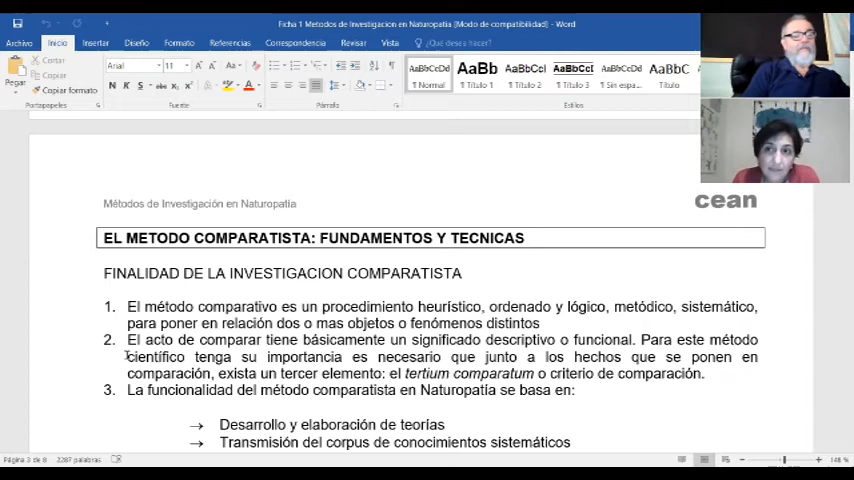 Ficha 1 Metodos de Investigacion en Naturopatia [Modo de compatibilidad] - Word
Archivo Inicio Insertar Diseño Formato Referencias Correspondencia Revisar Vista ¿Qué desea hacer?
Cortar
Copiar
Copiar formato
Pegar
Arial 11
N K S abc x₂ x²
AaBbCcDd AaBb AaBbCcI AaBbCcI AaBbCcDd AaBbC
¶ Normal Título 1 ¶ Título 2 ¶ Título 3 ¶ Sin espa... Título
Portapapeles Fuente Párrafo Estilos
Métodos de Investigación en Naturopatia cean
EL METODO COMPARATISTA: FUNDAMENTOS Y TECNICAS
FINALIDAD DE LA INVESTIGACION COMPARATISTA
1. El método comparativo es un procedimiento heurístico, ordenado y lógico, metódico, sistemático,
para poner en relación dos o mas objetos o fenómenos distintos
2. El acto de comparar tiene básicamente un significado descriptivo o funcional. Para este método
científico tenga su importancia es necesario que junto a los hechos que se ponen en
comparación, exista un tercer elemento: el tertium comparatum o criterio de comparación.
3. La funcionalidad del método comparatista en Naturopatía se basa en:
→ Desarrollo y elaboración de teorías
→ Transmisión del corpus de conocimientos sistemáticos
Página 3 de 8 2287 palabras 148 %